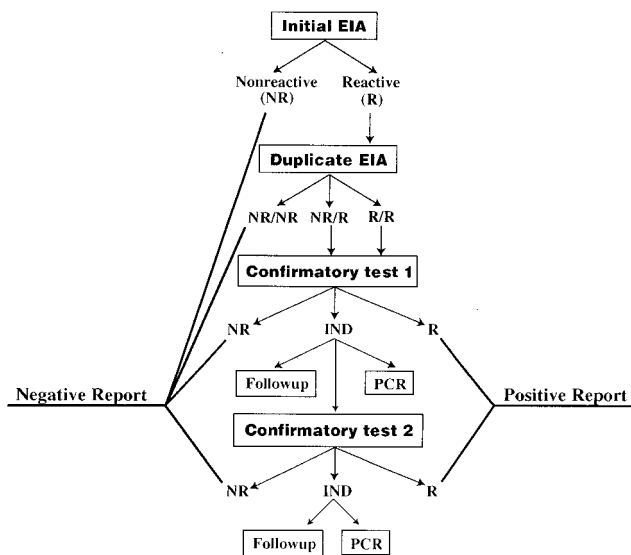 Initial EIA
Nonreactive Reactive
(NR) (R)
Duplicate EIA
NR/NR NR/R R/R
Confirmatory test 1
NR IND R
Followup PCR
Negative Report Positive Report
Confirmatory test 2
NR IND R
Followup PCR